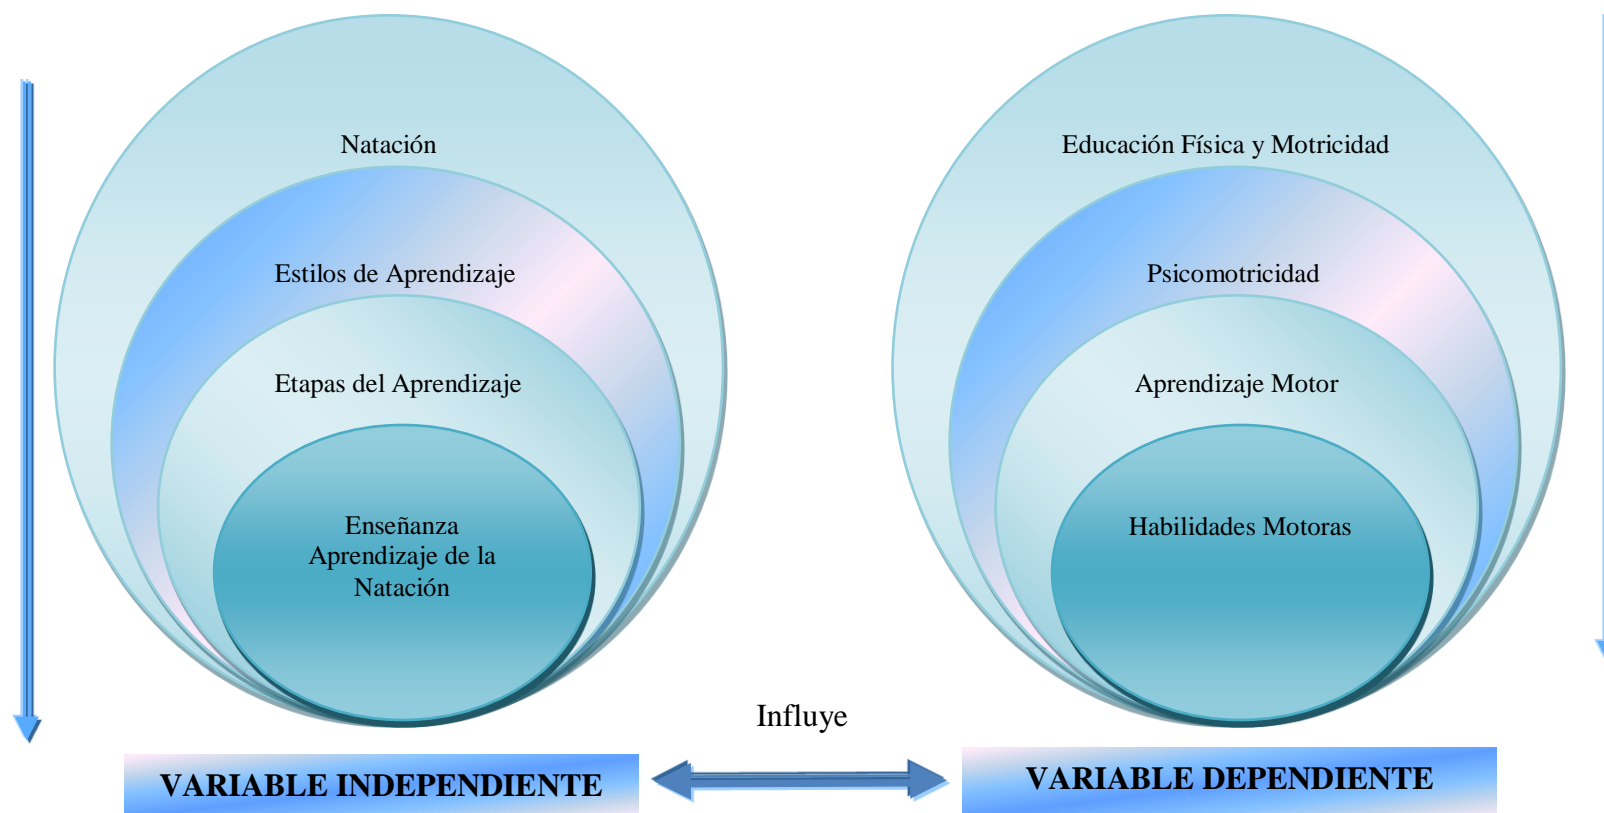 Natación
Estilos de Aprendizaje
Etapas del Aprendizaje
Enseñanza
Aprendizaje de la
Natación
Educación Física y Motricidad
Psicomotricidad
Aprendizaje Motor
Habilidades Motoras
Influye
VARIABLE INDEPENDIENTE
VARIABLE DEPENDIENTE